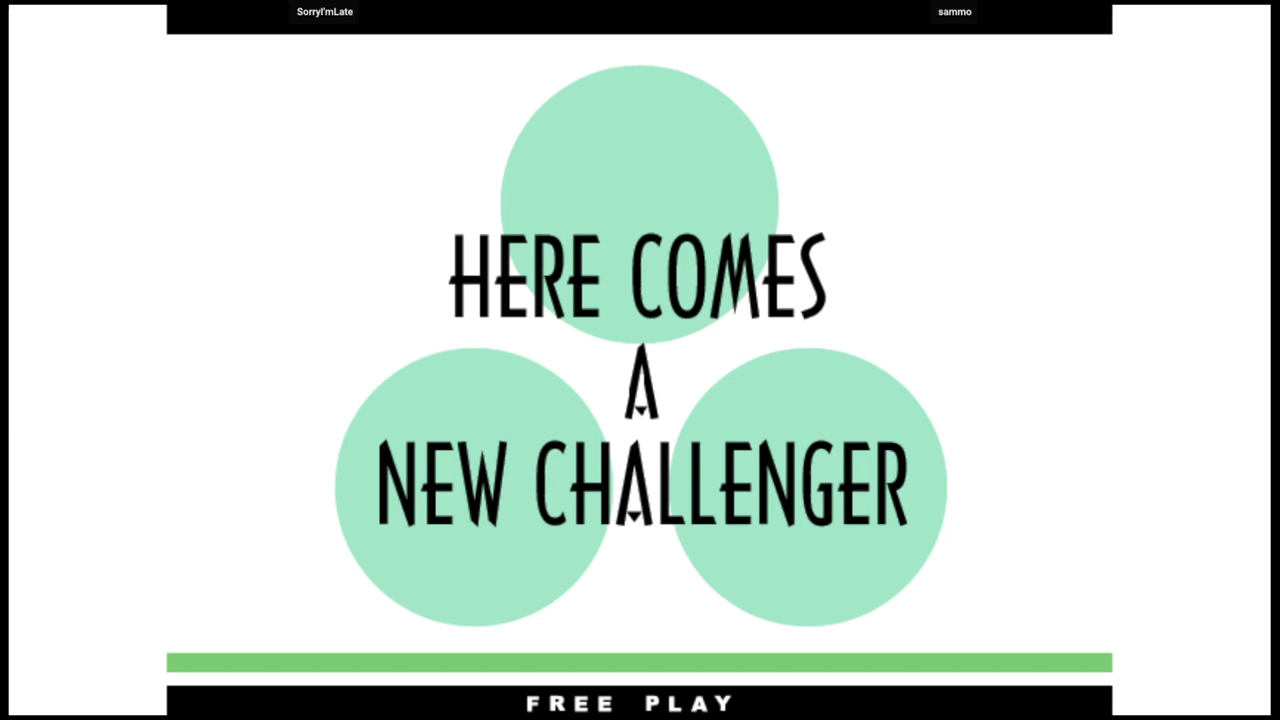 SorryI'mLate
sammo
HERE COMES
A
NEW CHALLENGER
FREE PLAY